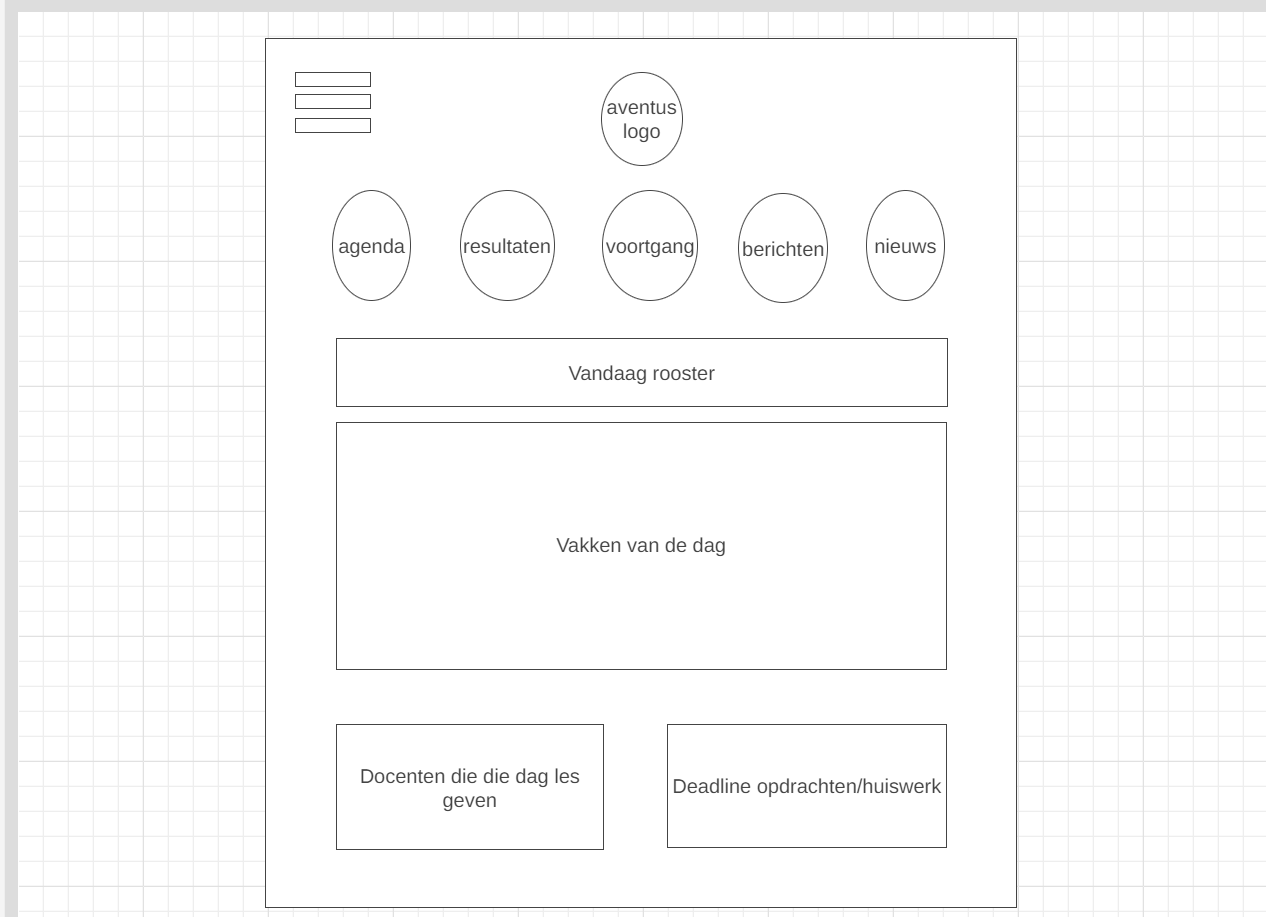 aventus
logo
agenda
resultaten
voortgang
berichten
nieuws
Vandaag rooster
Vakken van de dag
Docenten die die dag les
geven
Deadline opdrachten/huiswerk